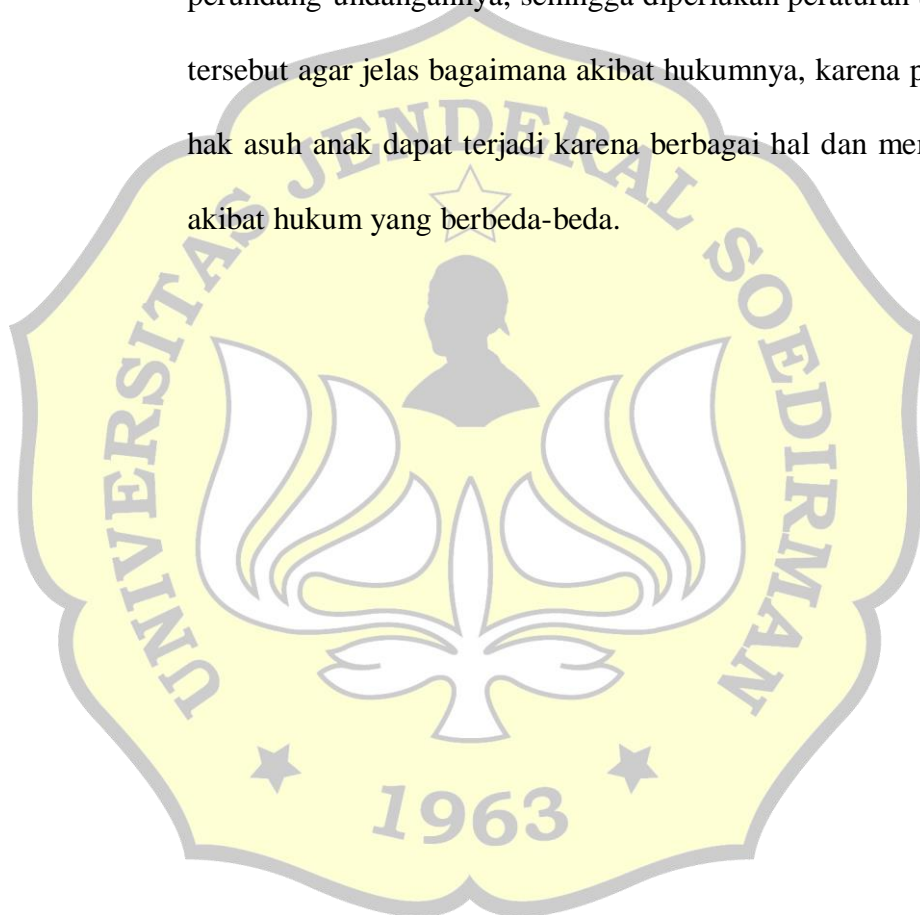 perundang-undangannya, sehingga diperlukan peraturan
tersebut agar jelas bagaimana akibat hukumnya, karena
hak asuh anak dapat terjadi karena berbagai hal dan
akibat hukum yang berbeda-beda.
UNIVERSITAS JENDERAL SOEDIRMAN
1963